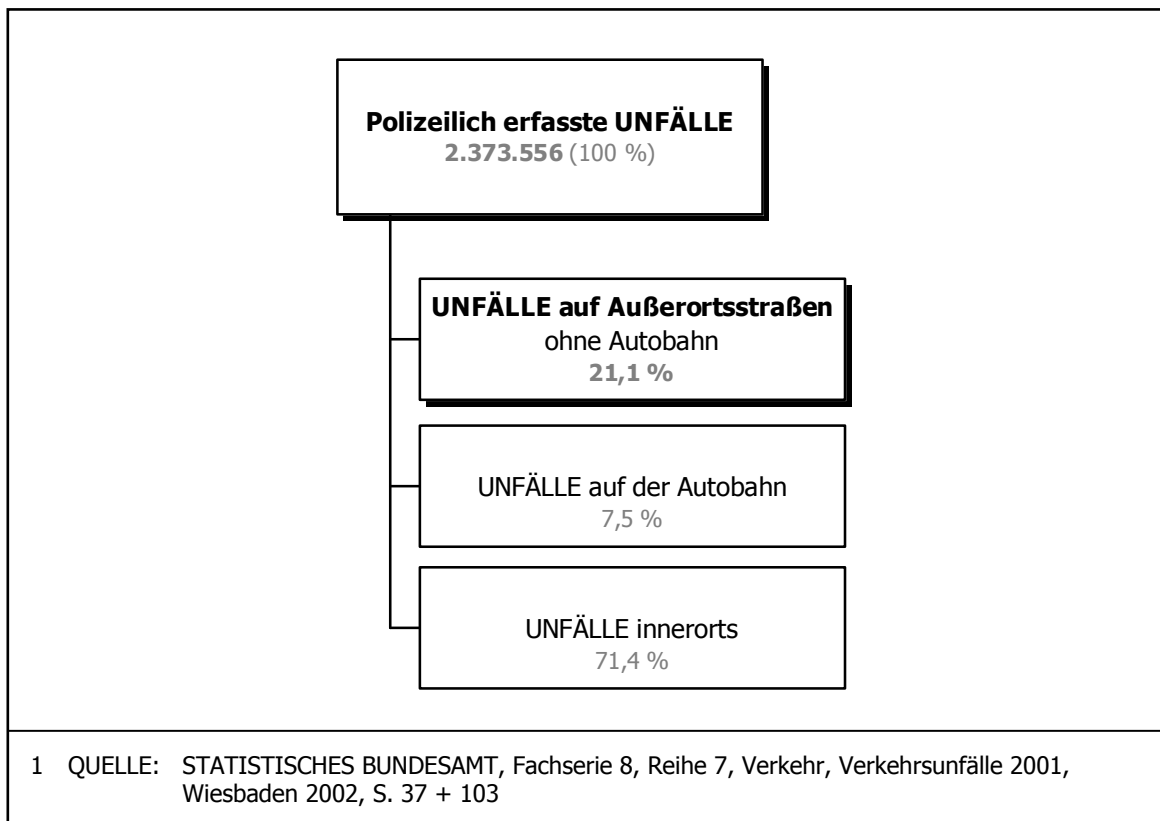 Polizeilich erfasste UNFÄLLE
2.373.556 (100 %)
UNFÄLLE auf Außerortsstraßen
ohne Autobahn
21,1 %
UNFÄLLE auf der Autobahn
7,5 %
UNFÄLLE innerorts
71,4 %
1 QUELLE: STATISTISCHES BUNDESAMT, Fachserie 8, Reihe 7, Verkehr, Verkehrsunfälle 2001,
Wiesbaden 2002, S. 37 + 103